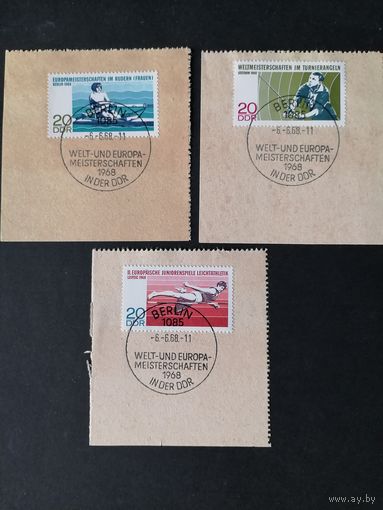 EUROPAMEISTERSCHAFTEN IM RUDERN (FRAUEN)
BERLIN 1968
20
DDR
BERLIN
1085
-6.-6.68.-11
WELT-UND EUROPA-
MEISTERSCHAFTEN
1968
IN DER DDR
WELTMEISTERSCHAFTEN IM TURNIERANGELN
GÜSTROW 1968
20
DDR
BERLIN
1085
-6.-6.68.-11
WELT-UND EUROPA-
MEISTERSCHAFTEN
1968
IN DER DDR
II. EUROPÄISCHE JUNIORENSPIELE LEICHTATHLETIK
LEIPZIG 1968
20
DDR
BERLIN
1085
-6.-6.68.-11
WELT-UND EUROPA-
MEISTERSCHAFTEN
1968
IN DER DDR
www.ay.by